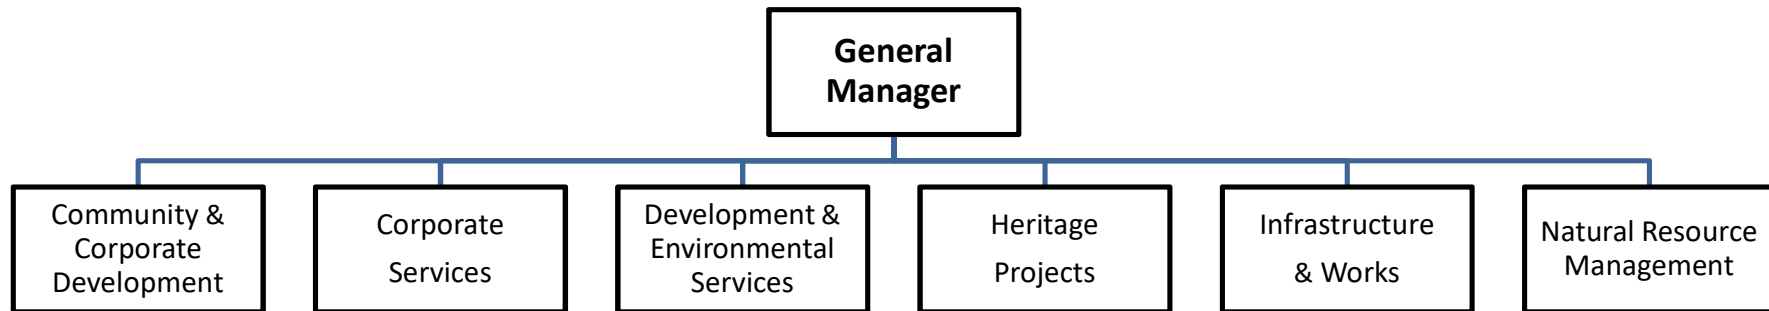 General
Manager
Community &
Corporate
Development
Corporate
Services
Development &
Environmental
Services
Heritage
Projects
Infrastructure
& Works
Natural Resource
Management